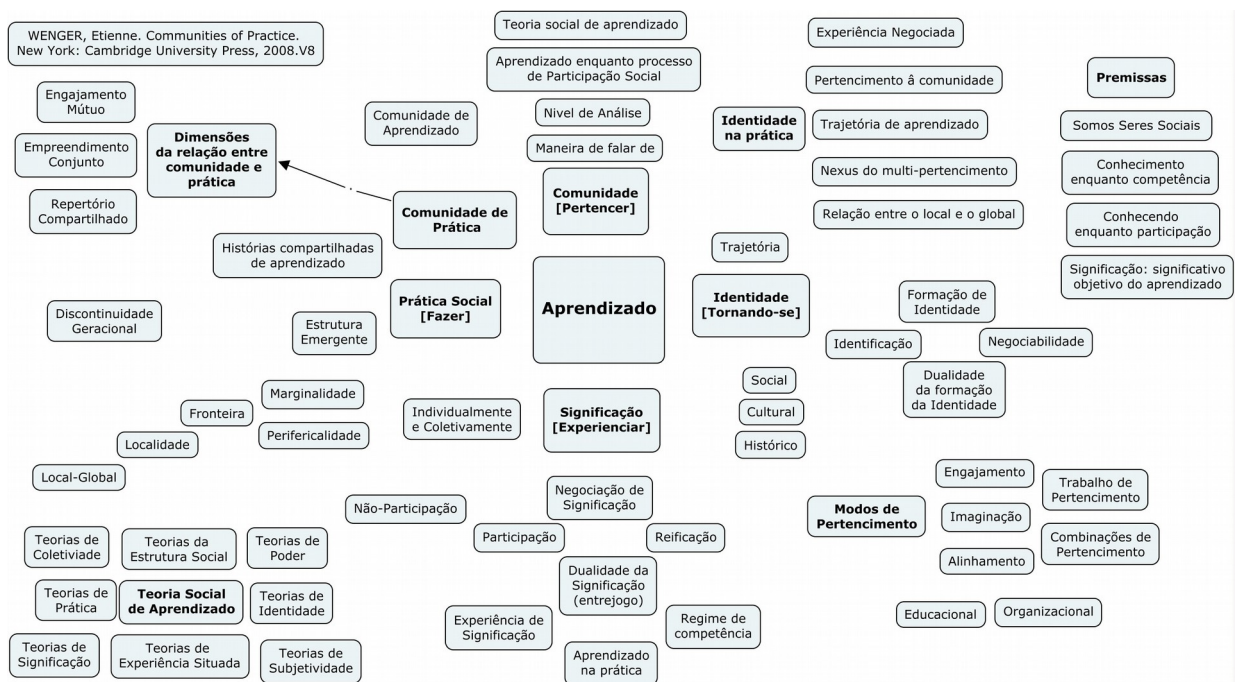 WENGER, Etienne. Communities of Practice.
New York: Cambridge University Press, 2008.V8
Teoria social de aprendizado
Aprendizado enquanto processo
de Participação Social
Nivel de Análise
Maneira de falar de
Comunidade
[Pertencer]
Comunidade de
Aprendizado
Engajamento
Mútuo
Empreendimento
Conjunto
Repertório
Compartilhado
Dimensões
da relação entre
comunidade e
prática
Comunidade de
Prática
Histórias compartilhadas
de aprendizado
Prática Social
[Fazer]
Estrutura
Emergente
Discontinuidade
Geracional
Aprendizado
Identidade
na prática
Experiência Negociada
Pertencimento â comunidade
Trajetória de aprendizado
Nexus do multi-pertencimento
Relação entre o local e o global
Premissas
Somos Seres Sociais
Conhecimento
enquanto competência
Conhecendo
enquanto participação
Significação: significativo
objetivo do aprendizado
Trajetória
Identidade
[Tornando-se]
Formação de
Identidade
Identificação
Negociabilidade
Dualidade
da formação
da Identidade
Social
Cultural
Histórico
Marginalidade
Fronteira
Perifericalidade
Localidade
Local-Global
Individualmente
e Coletivamente
Significação
[Experienciar]
Negociação de
Significação
Não-Participação
Participação
Reificação
Dualidade da
Significação
(entrejogo)
Experiência de
Significação
Regime de
competência
Aprendizado
na prática
Modos de
Pertencimento
Engajamento
Imaginação
Alinhamento
Trabalho de
Pertencimento
Combinações de
Pertencimento
Educacional
Organizacional
Teorias de
Coletiviade
Teorias da
Estrutura Social
Teorias de
Poder
Teorias de
Prática
Teoria Social
de Aprendizado
Teorias de
Identidade
Teorias de
Significação
Teorias de
Experiência Situada
Teorias de
Subjetividade